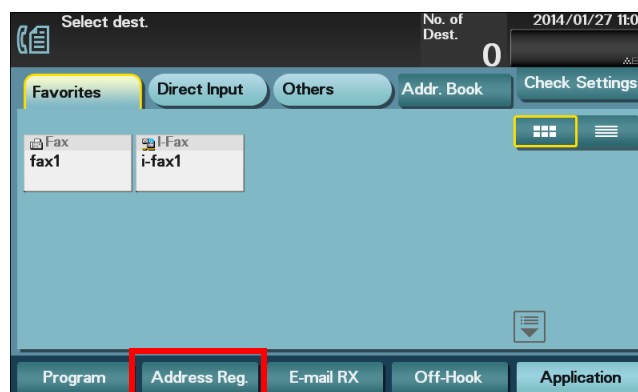 Select dest.
No. of
Dest.
0
2014/01/27 11:0
Favorites
Direct Input
Others
Addr. Book
Check Settings
Fax
fax1
I-Fax
i-fax1
Program
Address Reg.
E-mail RX
Off-Hook
Application